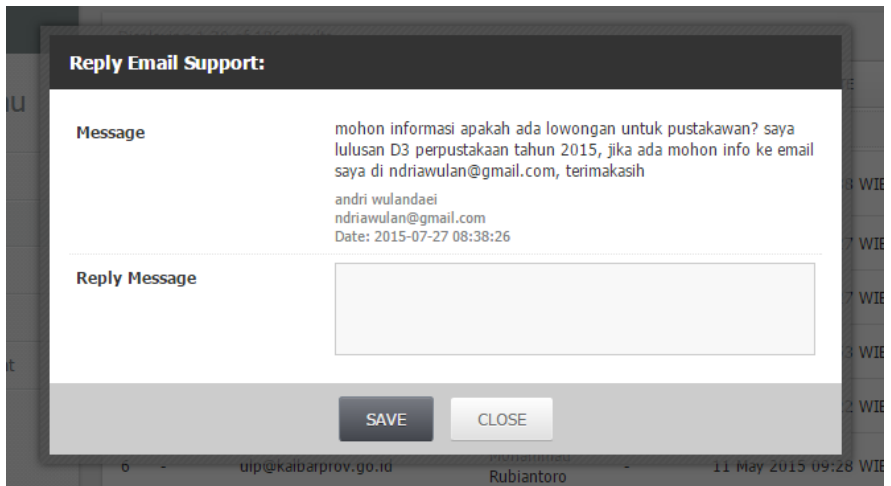 Reply Email Support:
Message
mohon informasi apakah ada lowongan untuk pustakawan? saya
lulusan D3 perpustakaan tahun 2015, jika ada mohon info ke email
saya di ndriawulan@gmail.com, terimakasih
andri wulandaei
ndriawulan@gmail.com
Date: 2015-07-27 08:38:26
Reply Message
SAVE
CLOSE
WIE
WIE
WIE
WIE
WIE
6 - ulp@kalbarprov.go.id Rubiantoro - 11 May 2015 09:28 WIE